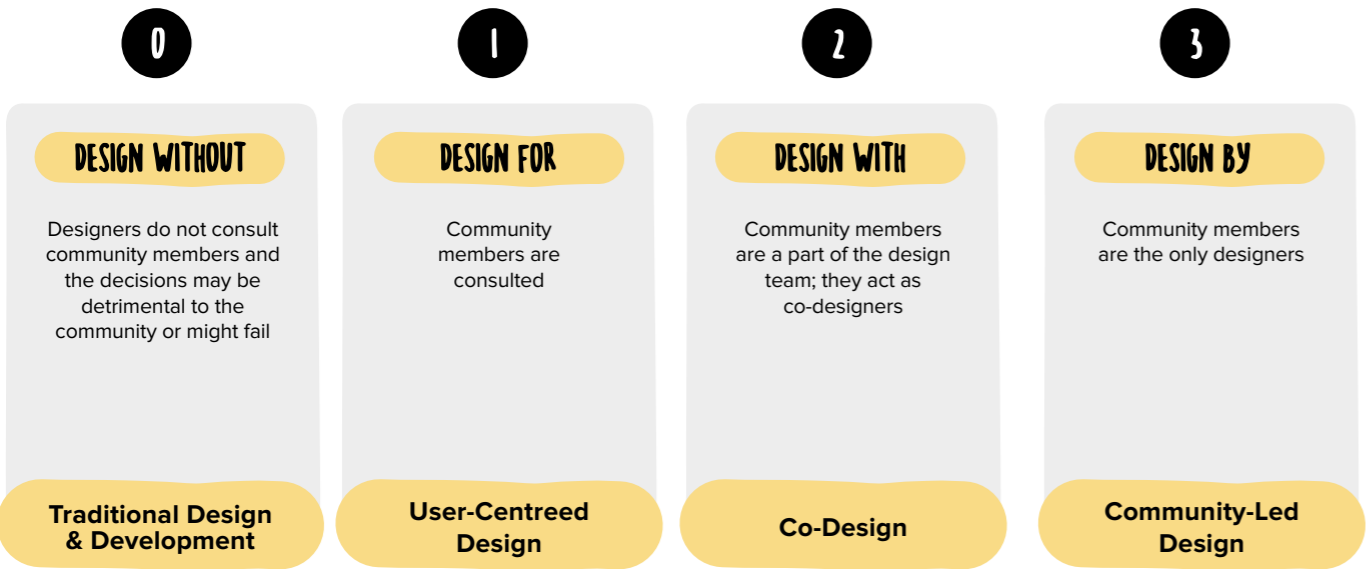 0
DESIGN WITHOUT
Designers do not consult
community members and
the decisions may be
detrimental to the
community or might fail
Traditional Design
& Development
1
DESIGN FOR
Community
members are
consulted
User-Centreed
Design
2
DESIGN WITH
Community members
are a part of the design
team; they act as
co-designers
Co-Design
3
DESIGN BY
Community members
are the only designers
Community-Led
Design